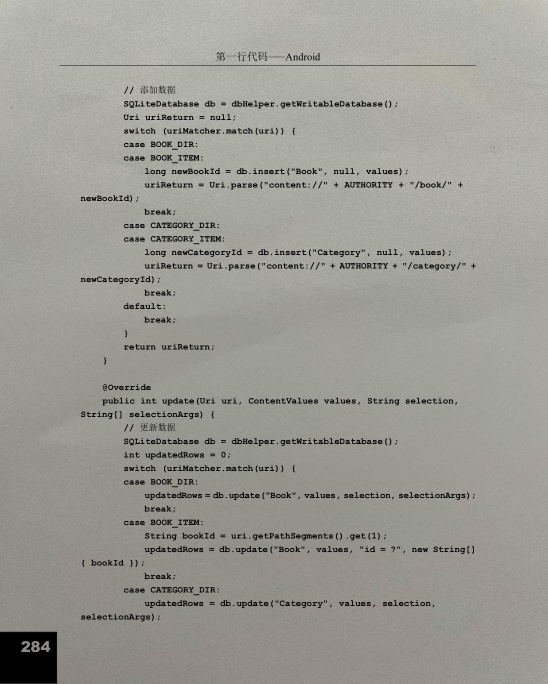 第一行代码——Android
// 添加数据
SQLiteDatabase db = dbHelper.getWritableDatabase();
Uri uriReturn = null;
switch (uriMatcher.match(uri)) {
case BOOK_DIR:
case BOOK_ITEM:
long newBookId = db.insert("Book", null, values);
uriReturn = Uri.parse("content://" + AUTHORITY + "/book/" +
newBookId);
break;
case CATEGORY_DIR:
case CATEGORY_ITEM:
long newCategoryId = db.insert("Category", null, values);
uriReturn = Uri.parse("content://" + AUTHORITY + "/category/" +
newCategoryId);
break;
default:
break;
}
return uriReturn;
}
@Override
public int update(Uri uri, ContentValues values, String selection,
String[] selectionArgs) {
// 更新数据
SQLiteDatabase db = dbHelper.getWritableDatabase();
int updatedRows = 0;
switch (uriMatcher.match(uri)) {
case BOOK_DIR:
updatedRows = db.update("Book", values, selection, selectionArgs);
break;
case BOOK_ITEM:
String bookId = uri.getPathSegments().get(1);
updatedRows = db.update("Book", values, "id = ?", new String[]
{ bookId });
break;
case CATEGORY_DIR:
updatedRows = db.update("Category", values, selection,
selectionArgs);
284